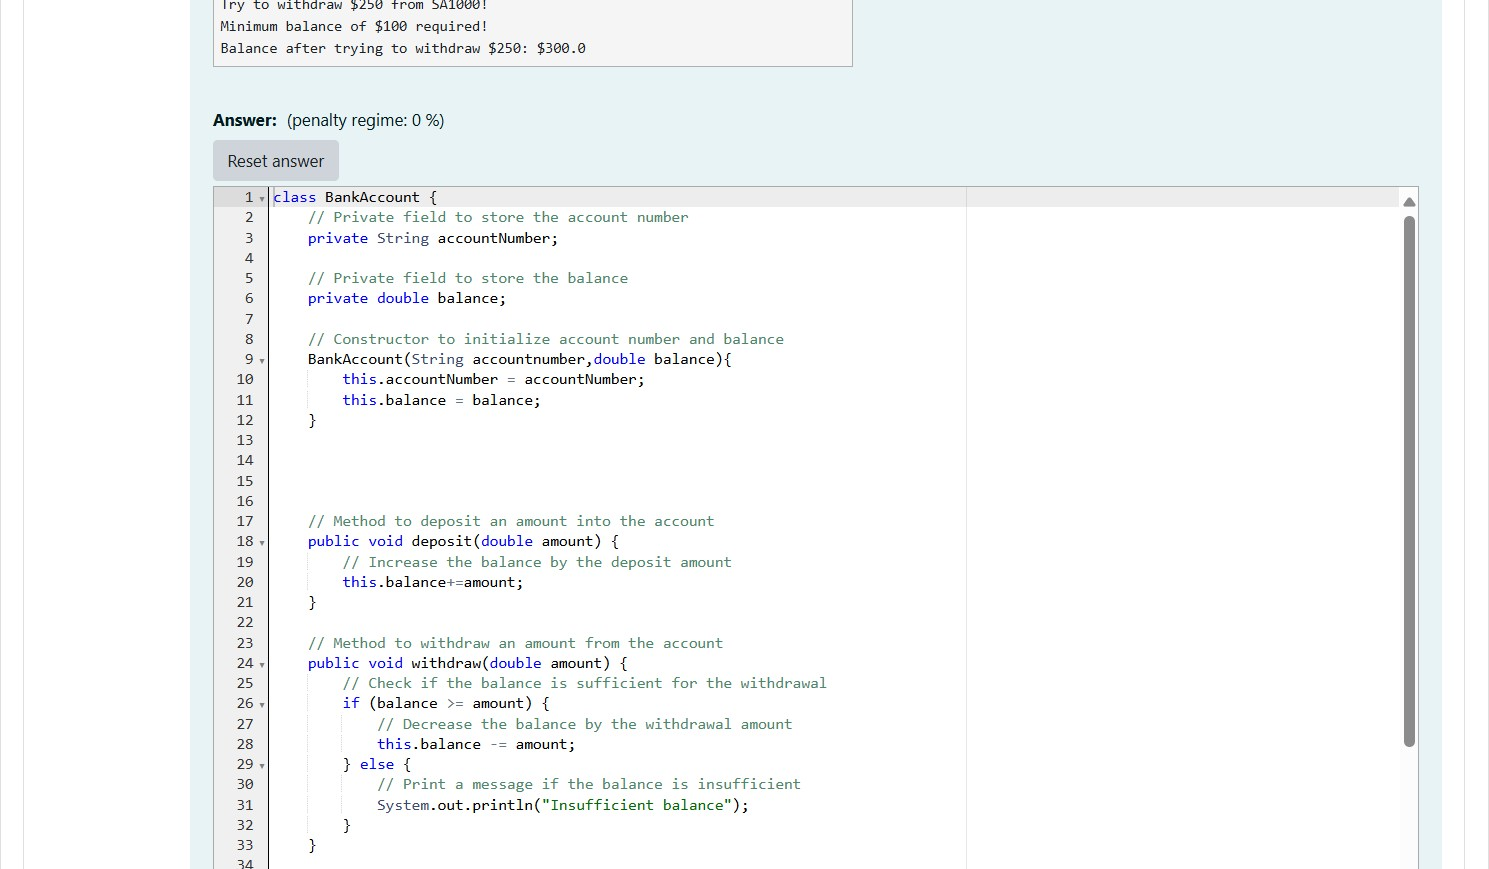 Try to withdraw $250 from SA1000!
Minimum balance of $100 required!
Balance after trying to withdraw $250: $300.0
Answer: (penalty regime: 0 %)
Reset answer
1 class BankAccount {
2 // Private field to store the account number
3 private String accountNumber;
4
5 // Private field to store the balance
6 private double balance;
7
8 // Constructor to initialize account number and balance
9 BankAccount(String accountnumber,double balance){
10 this.accountNumber = accountNumber;
11 this.balance = balance;
12 }
13
14
15
16
17 // Method to deposit an amount into the account
18 public void deposit(double amount) {
19 // Increase the balance by the deposit amount
20 this.balance+=amount;
21 }
22
23 // Method to withdraw an amount from the account
24 public void withdraw(double amount) {
25 // Check if the balance is sufficient for the withdrawal
26 if (balance >= amount) {
27 // Decrease the balance by the withdrawal amount
28 this.balance -= amount;
29 } else {
30 // Print a message if the balance is insufficient
31 System.out.println("Insufficient balance");
32 }
33 }
34